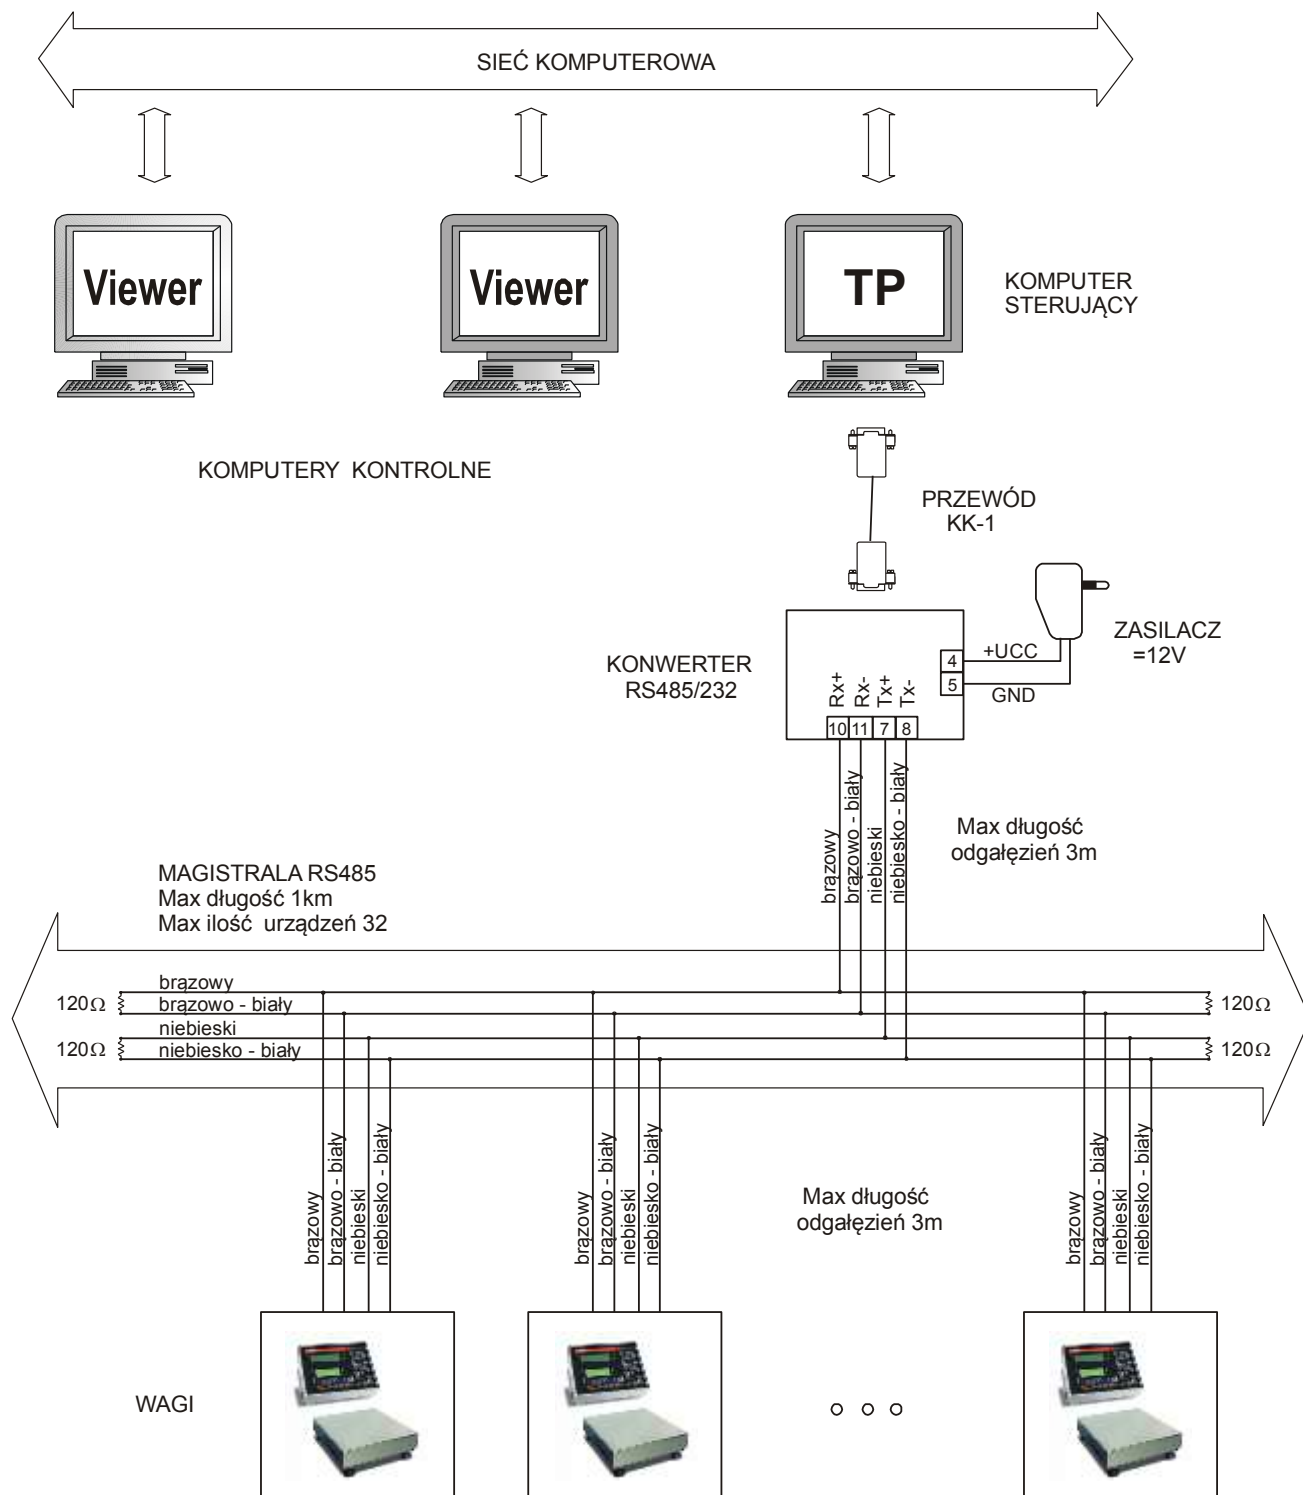 SIEĆ KOMPUTEROWA
Viewer
Viewer
TP
KOMPUTER
STERUJĄCY
KOMPUTERY KONTROLNE
PRZEWÓD
KK-1
KONWERTER
RS485/232
Rx+
Rx-
Tx+
Tx-
10
11
7
8
4
5
+UCC
GND
ZASILACZ
=12V
brązowy
brązowo - biały
niebieski
niebiesko - biały
Max długość
odgałęzień 3m
MAGISTRALA RS485
Max długość 1km
Max ilość urządzeń 32
brązowy
120Ω
brązowo - biały
120Ω
niebieski
120Ω
niebiesko - biały
120Ω
brązowy
brązowo - biały
niebieski
niebiesko - biały
brązowy
brązowo - biały
niebieski
niebiesko - biały
Max długość
odgałęzień 3m
brązowy
brązowo - biały
niebieski
niebiesko - biały
WAGI